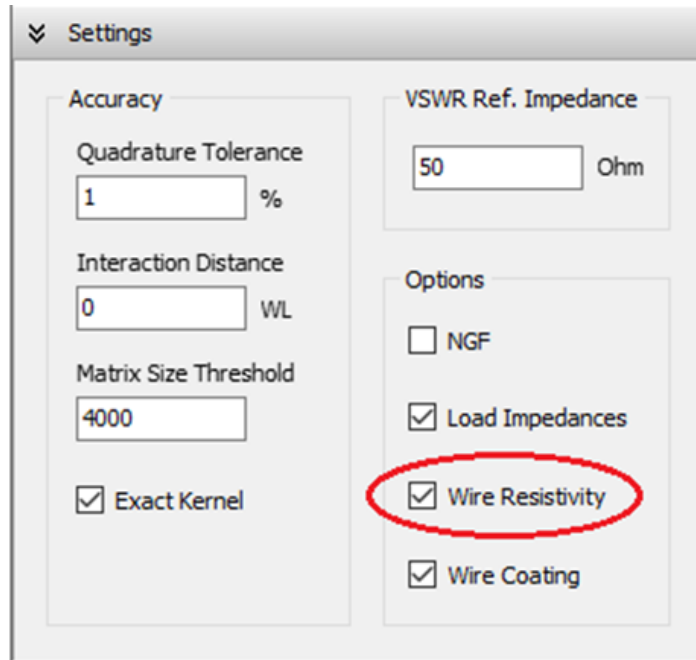 Settings
Accuracy
Quadrature Tolerance
1 %
Interaction Distance
0 WL
Matrix Size Threshold
4000
Exact Kernel
VSWR Ref. Impedance
50 Ohm
Options
NGF
Load Impedances
Wire Resistivity
Wire Coating